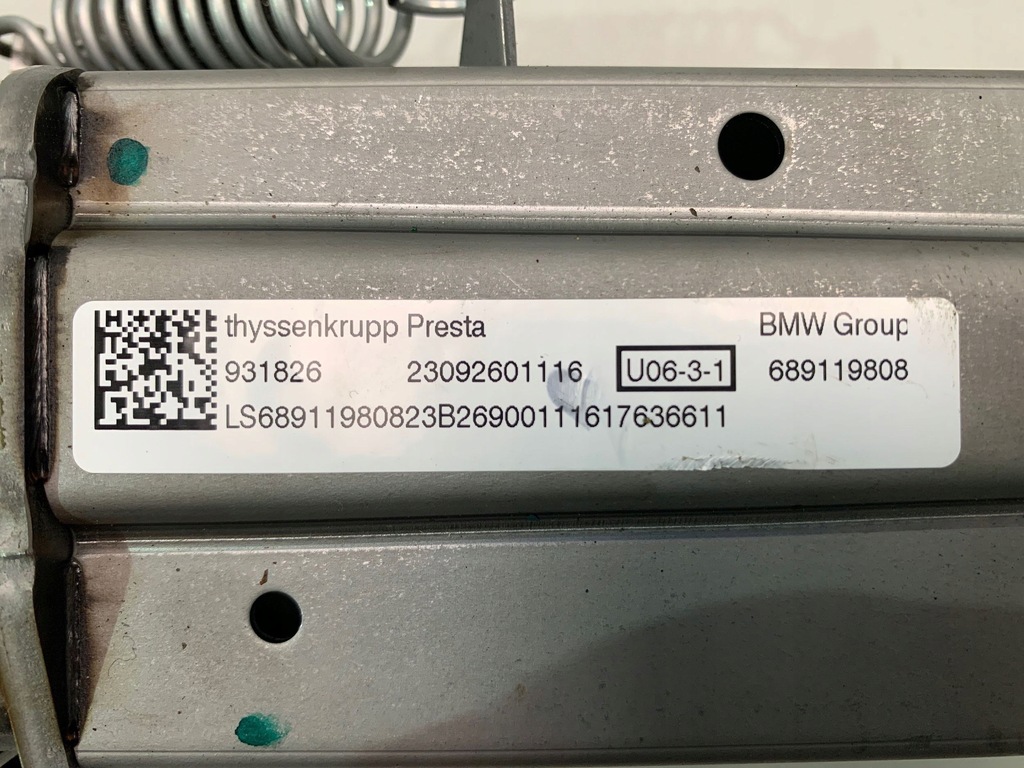 thyssenkrupp Presta BMW Group
931826 23092601116 U06-3-1 689119808
LS68911980823B26900111617636611